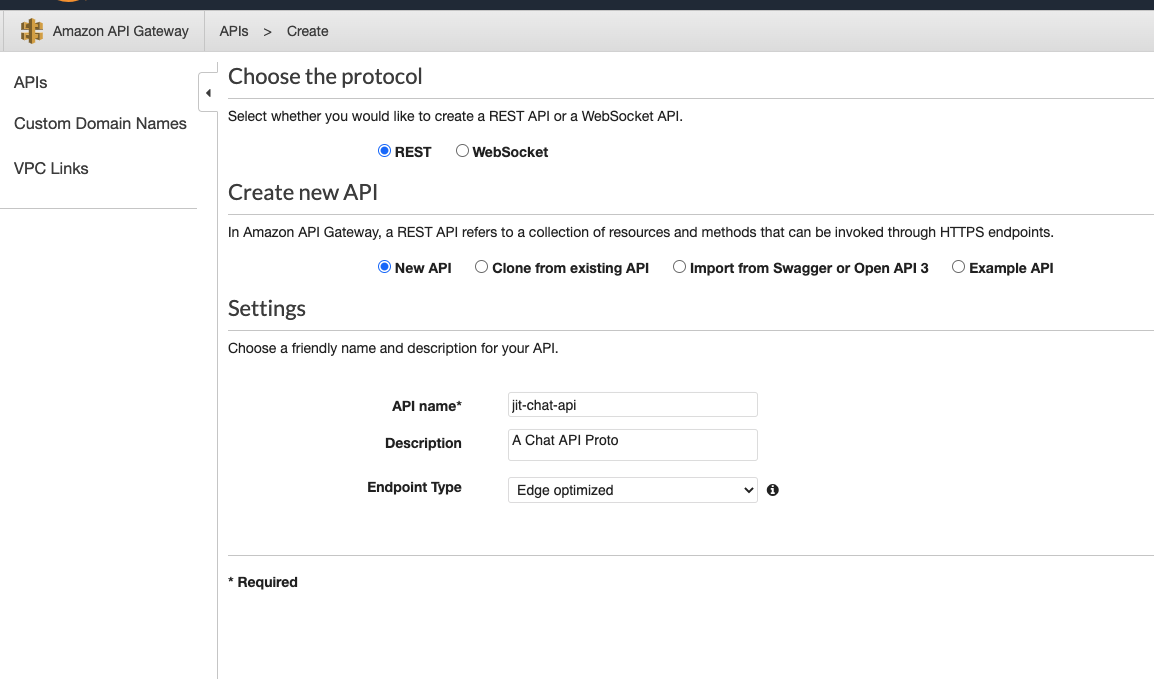 Amazon API Gateway
APIs > Create
APIs
Custom Domain Names
VPC Links
Choose the protocol
Select whether you would like to create a REST API or a WebSocket API.
REST WebSocket
Create new API
In Amazon API Gateway, a REST API refers to a collection of resources and methods that can be invoked through HTTPS endpoints.
New API Clone from existing API Import from Swagger or Open API 3 Example API
Settings
Choose a friendly name and description for your API.
API name* jit-chat-api
Description A Chat API Proto
Endpoint Type Edge optimized
* Required